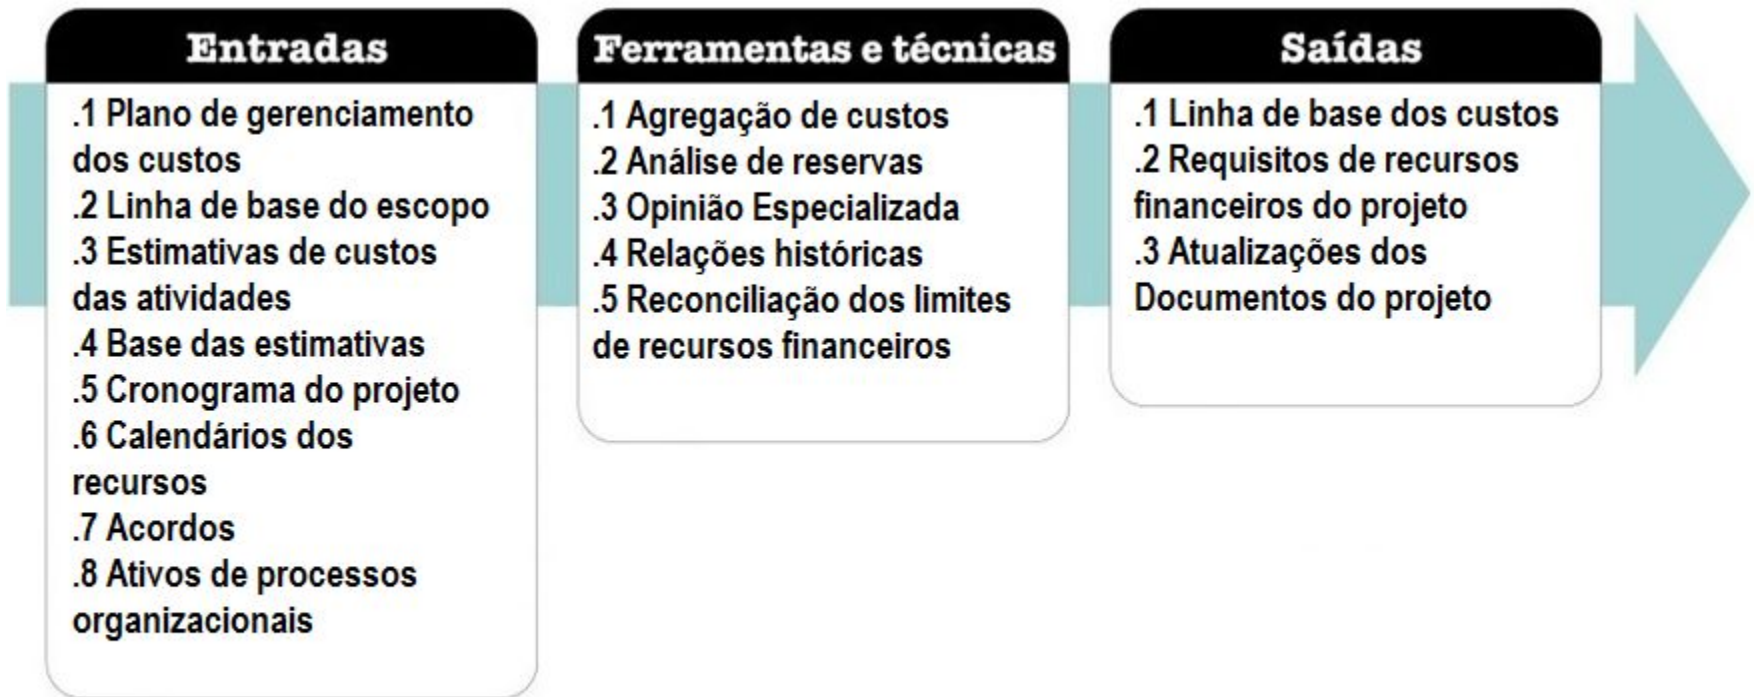 Entradas
.1 Plano de gerenciamento
dos custos
.2 Linha de base do escopo
.3 Estimativas de custos
das atividades
.4 Base das estimativas
.5 Cronograma do projeto
.6 Calendários dos
recursos
.7 Acordos
.8 Ativos de processos
organizacionais
Ferramentas e técnicas
.1 Agregação de custos
.2 Análise de reservas
.3 Opinião Especializada
.4 Relações históricas
.5 Reconciliação dos limites
de recursos financeiros
Saídas
.1 Linha de base dos custos
.2 Requisitos de recursos
financeiros do projeto
.3 Atualizações dos
Documentos do projeto